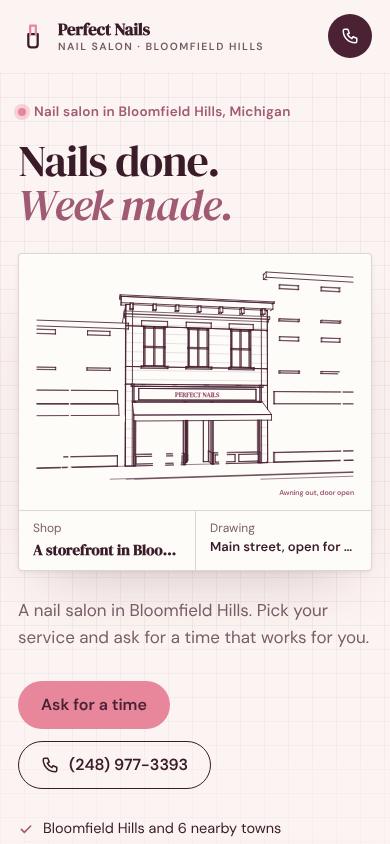 Perfect Nails
NAIL SALON · BLOOMFIELD HILLS
Nail salon in Bloomfield Hills, Michigan
Nails done.
Week made.
PERFECT NAILS
Awning out, door open
Shop
A storefront in Bloo...
Drawing
Main street, open for ...
A nail salon in Bloomfield Hills. Pick your
service and ask for a time that works for you.
Ask for a time
(248) 977-3393
Bloomfield Hills and 6 nearby towns